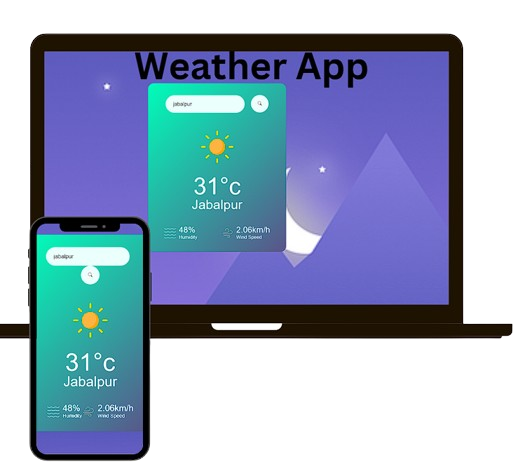 Weather App
jabalpur
31°c
Jabalpur
48% 2.06km/h
Humidity Wind Speed
jabalpur
31°c
Jabalpur
48% 2.06km/h
Humidity Wind Speed